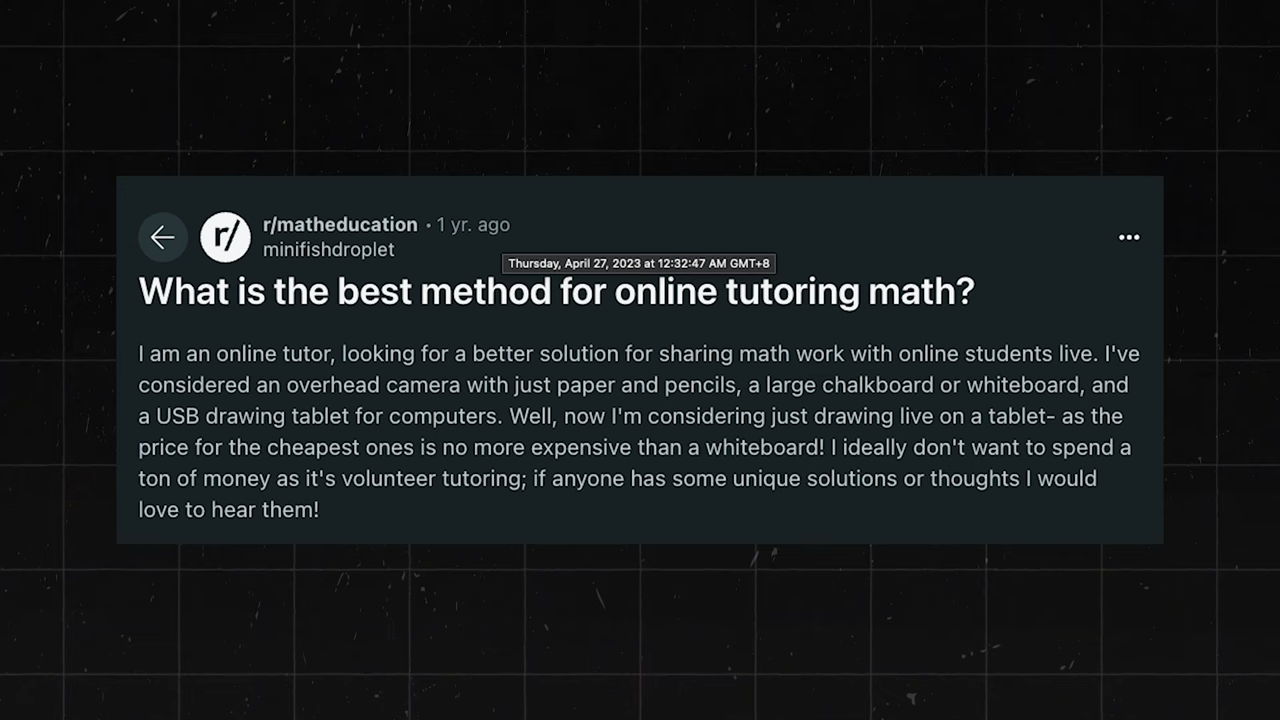 r/
r/matheducation • 1 yr. ago
minifishdroplet
Thursday, April 27, 2023 at 12:32:47 AM GMT+8
What is the best method for online tutoring math?
I am an online tutor, looking for a better solution for sharing math work with online students live. I've
considered an overhead camera with just paper and pencils, a large chalkboard or whiteboard, and
a USB drawing tablet for computers. Well, now I'm considering just drawing live on a tablet- as the
price for the cheapest ones is no more expensive than a whiteboard! I ideally don't want to spend a
ton of money as it's volunteer tutoring; if anyone has some unique solutions or thoughts I would
love to hear them!